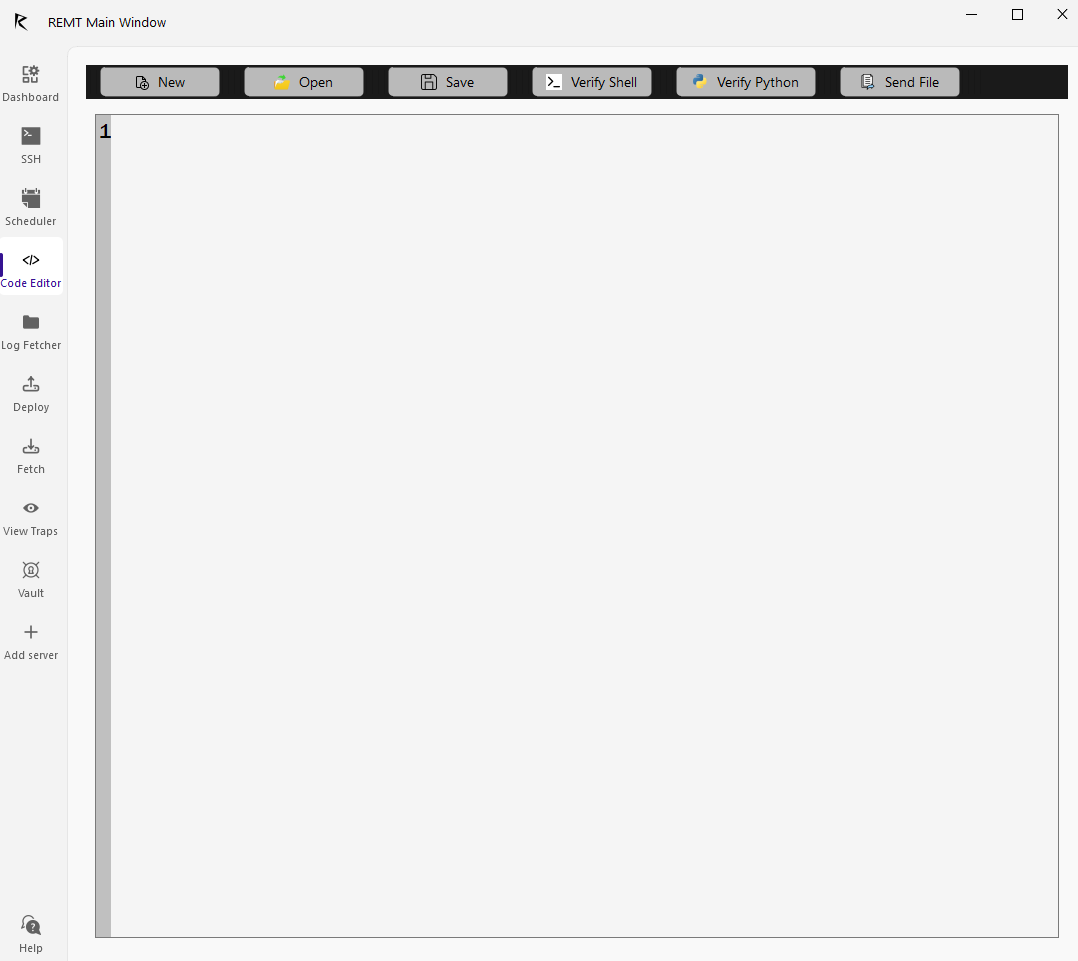 REMT Main Window
Dashboard
SSH
Scheduler
Code Editor
Log Fetcher
Deploy
Fetch
View Traps
Vault
Add server
Help
New Open Save Verify Shell Verify Python Send File
1